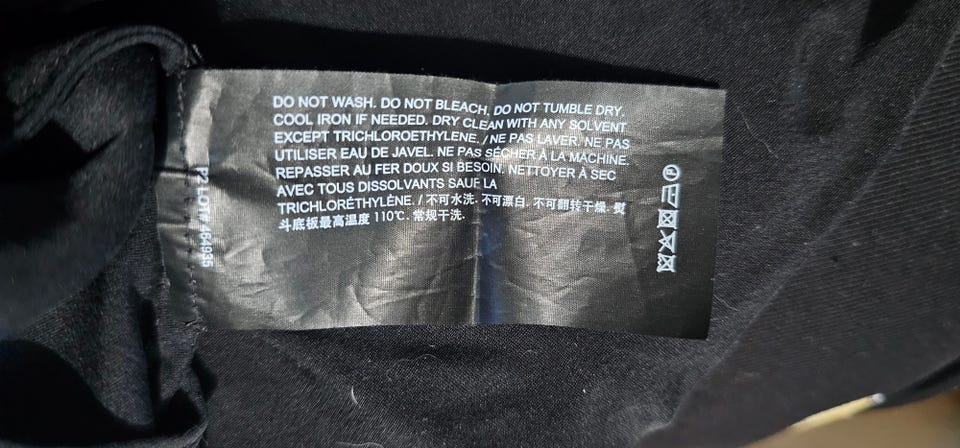 DO NOT WASH. DO NOT BLEACH. DO NOT TUMBLE DRY.
COOL IRON IF NEEDED. DRY CLEAN WITH ANY SOLVENT
EXCEPT TRICHLOROETHYLENE. / NE PAS LAVER. NE PAS
UTILISER EAU DE JAVEL. NE PAS SÉCHER À LA MACHINE.
REPASSER AU FER DOUX SI BESOIN. NETTOYER À SEC
AVEC TOUS DISSOLVANTS SAUF LA
TRICHLORÉTHYLÈNE. / 不可水洗. 不可漂白. 不可翻转干燥. 熨
斗底板最高温度 110℃. 常规干洗.
P2 LOT# 464935